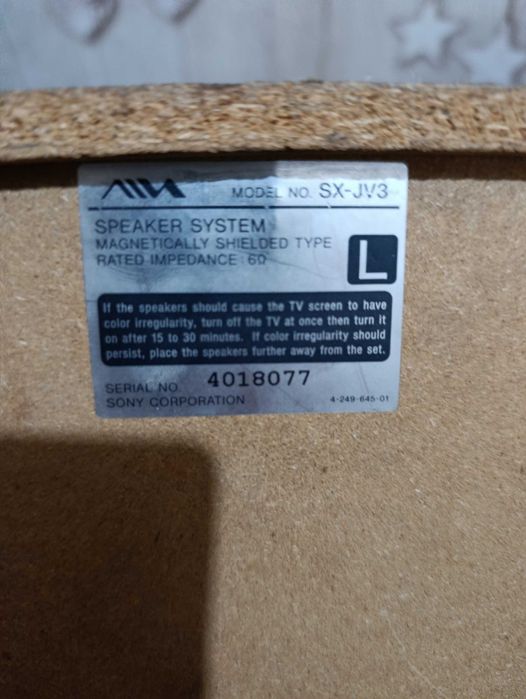 AIWA
MODEL NO. SX-JV3
SPEAKER SYSTEM
MAGNETICALLY SHIELDED TYPE
RATED IMPEDANCE 6Ω
L
If the speakers should cause the TV screen to have
color irregularity, turn off the TV at once then turn it
on after 15 to 30 minutes. If color irregularity should
persist, place the speakers further away from the set.
SERIAL NO. 4018077
SONY CORPORATION 4-249-645-01